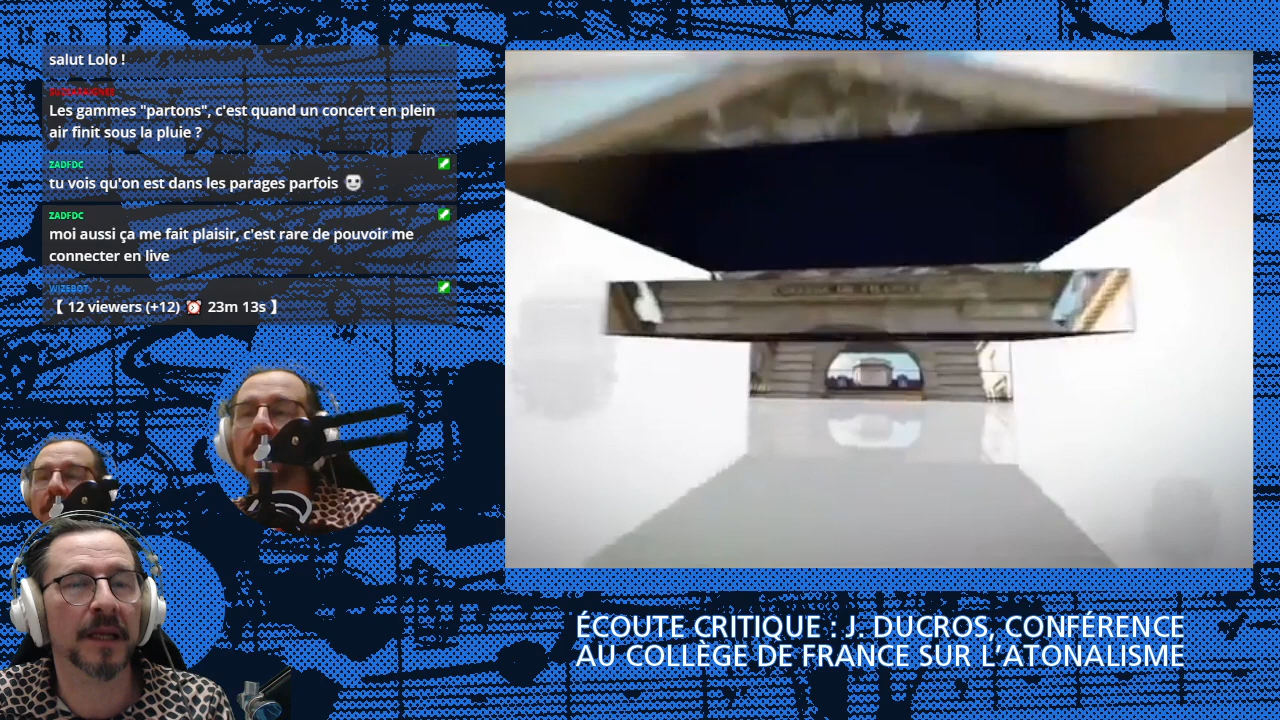 salut Lolo !
Les gammes "partons", c'est quand un concert en plein
air finit sous la pluie ?
ZADFDC
tu vois qu'on est dans les parages parfois
ZADFDC
moi aussi ça me fait plaisir, c'est rare de pouvoir me
connecter en live
WIZEBOT
【 12 viewers (+12) ⏰ 23m 13s 】
ÉCOUTE CRITIQUE : J. DUCROS, CONFÉRENCE
AU COLLÈGE DE FRANCE SUR L'ATONALISME